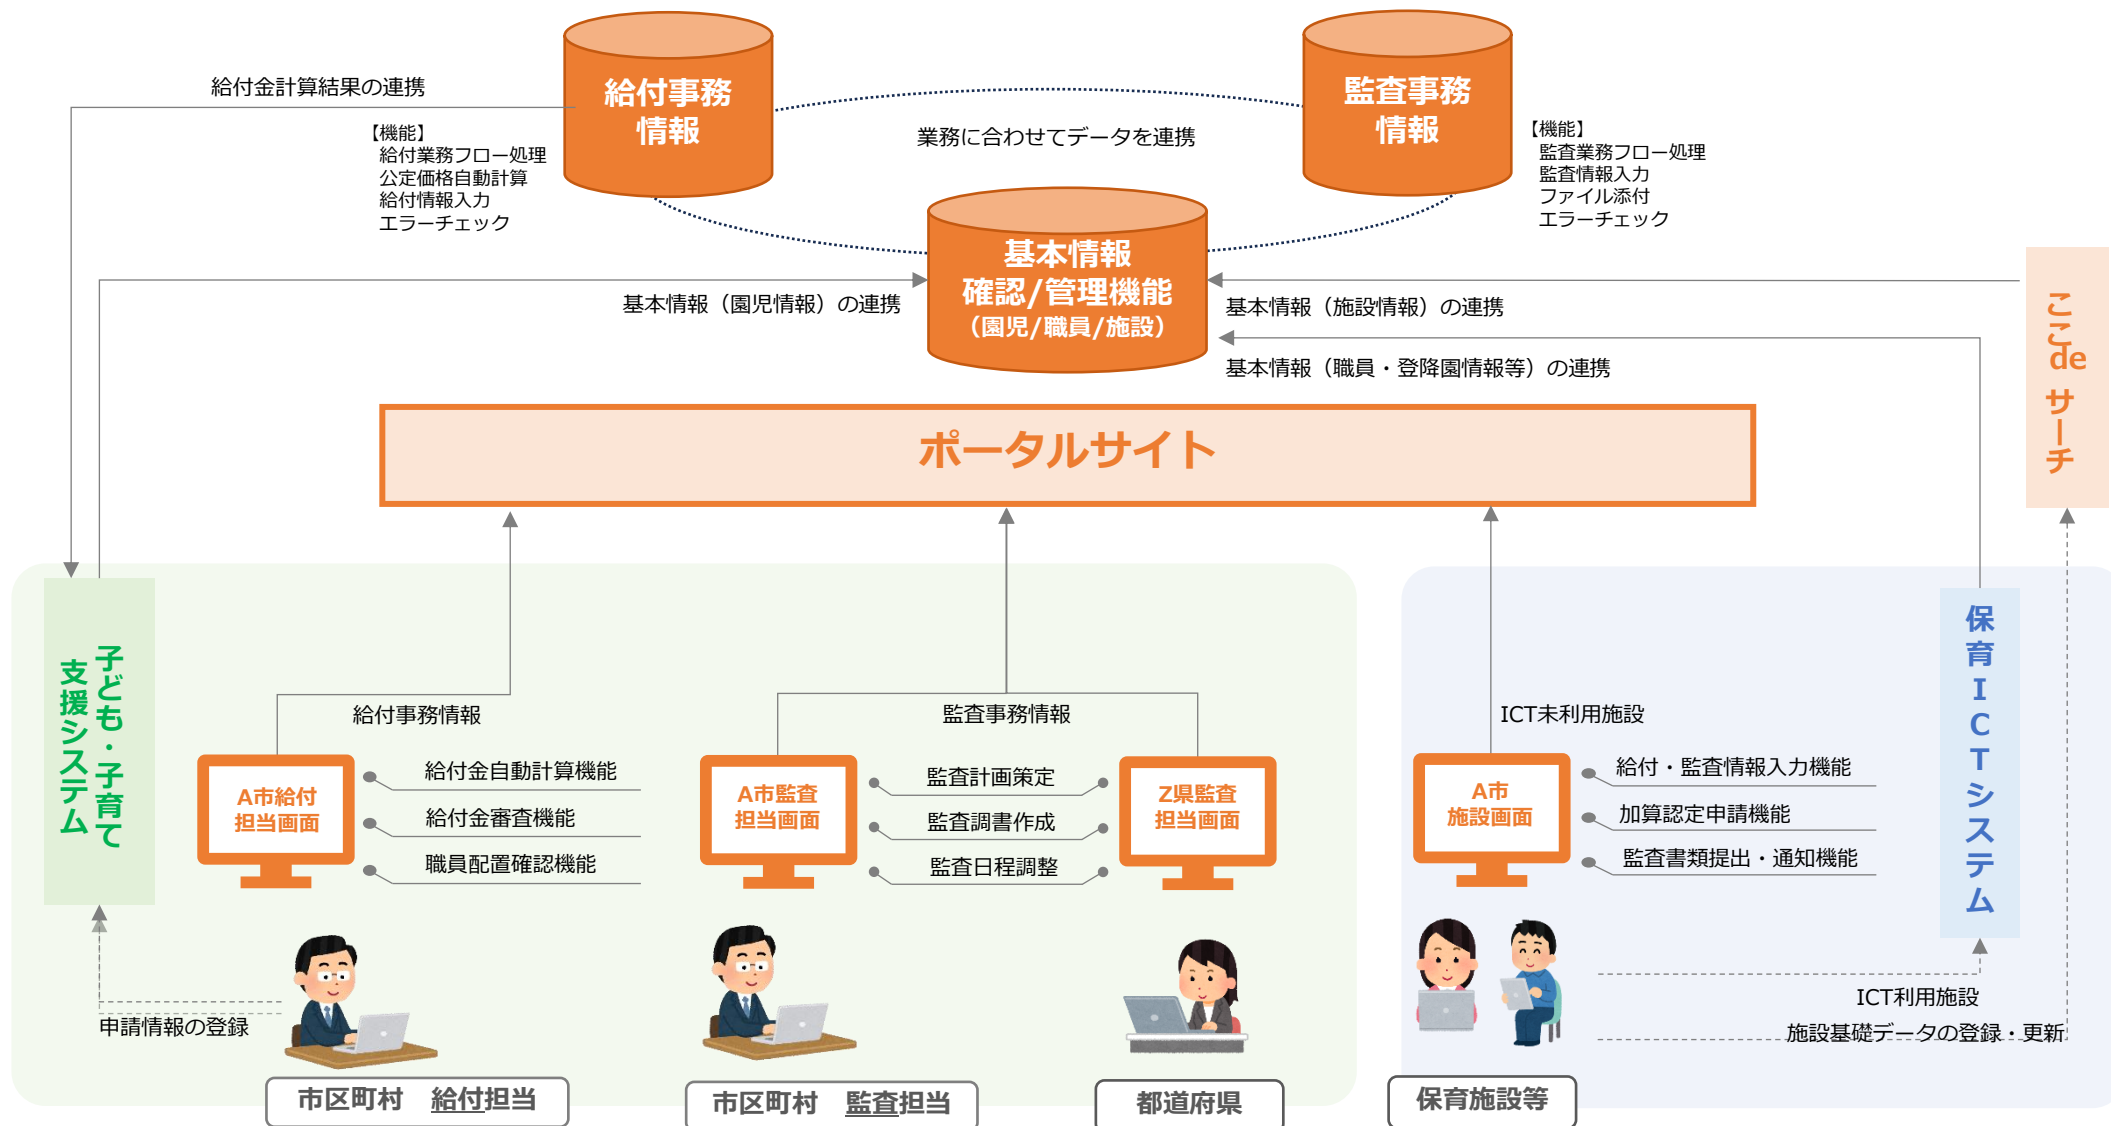 給付金計算結果の連携
【機能】
給付業務フロー処理
公定価格自動計算
給付情報入力
エラーチェック
給付事務
情報
業務に合わせてデータを連携
監査事務
情報
【機能】
監査業務フロー処理
監査情報入力
ファイル添付
エラーチェック
基本情報
確認/管理機能
（園児/職員/施設）
基本情報（園児情報）の連携
基本情報（施設情報）の連携
基本情報（職員・登降園情報等）の連携
ここdeサーチ
ポータルサイト
子ども・子育て
支援システム
給付事務情報
A市給付
担当画面
給付金自動計算機能
給付金審査機能
職員配置確認機能
監査事務情報
A市監査
担当画面
監査計画策定
監査調書作成
監査日程調整
Z県監査
担当画面
ICT未利用施設
A市
施設画面
給付・監査情報入力機能
加算認定申請機能
監査書類提出・通知機能
保育ICTシステム
申請情報の登録
ICT利用施設
施設基礎データの登録・更新
市区町村　給付担当
市区町村　監査担当
都道府県
保育施設等